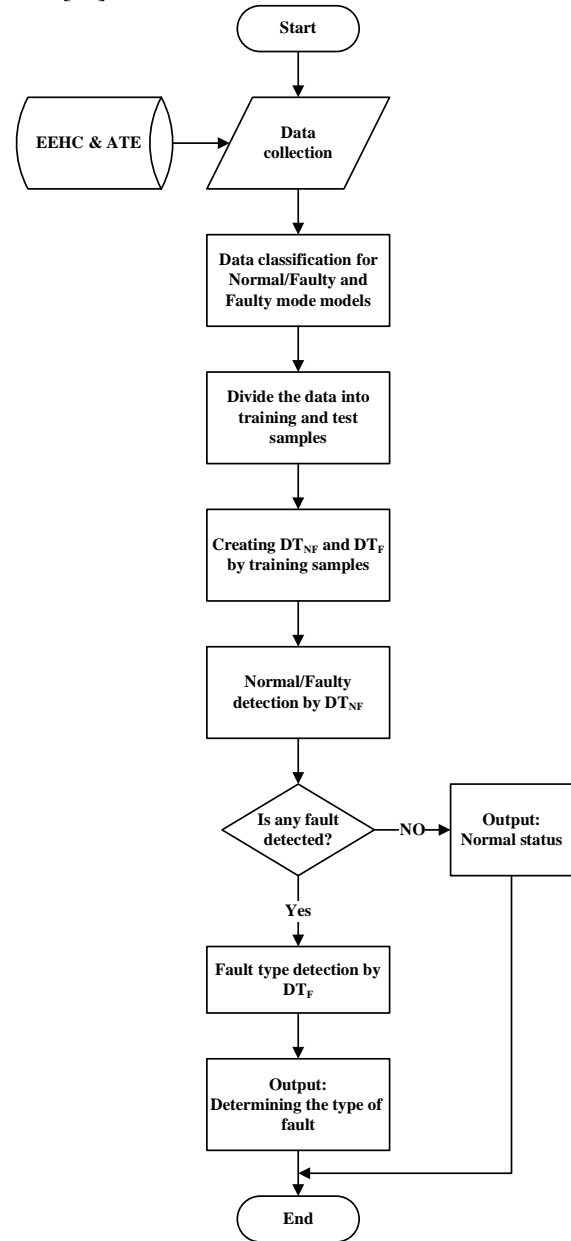 Start
EEHC & ATE
Data
collection
Data classification for
Normal/Faulty and
Faulty mode models
Divide the data into
training and test
samples
Creating DTNF and DTF
by training samples
Normal/Faulty
detection by DTNF
Is any fault
detected?
NO
Output:
Normal status
Yes
Fault type detection by
DTF
Output:
Determining the type of
fault
End